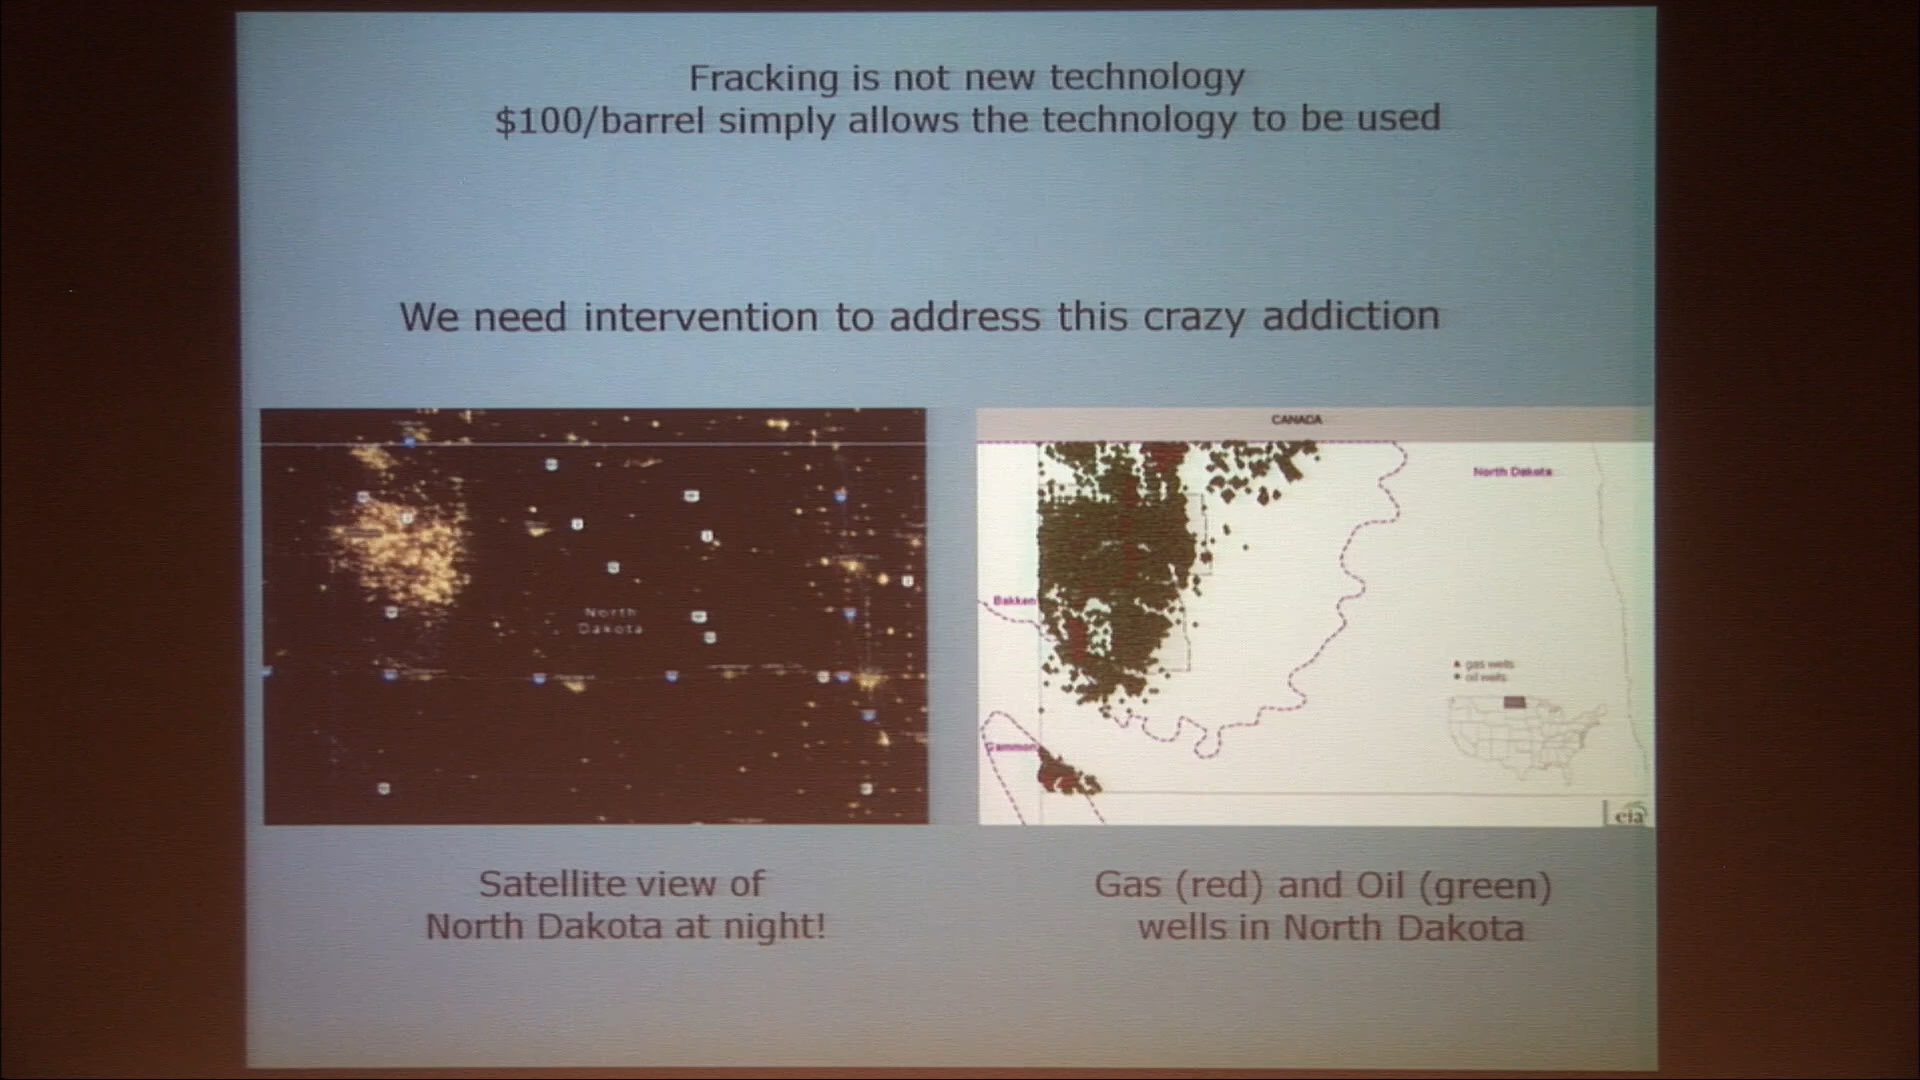 Fracking is not new technology
$100/barrel simply allows the technology to be used
We need intervention to address this crazy addiction
North
Dakota
CANADA
North Dakota
Bakken
gas wells
oil wells
Gammon
eia
Satellite view of
North Dakota at night!
Gas (red) and Oil (green)
wells in North Dakota